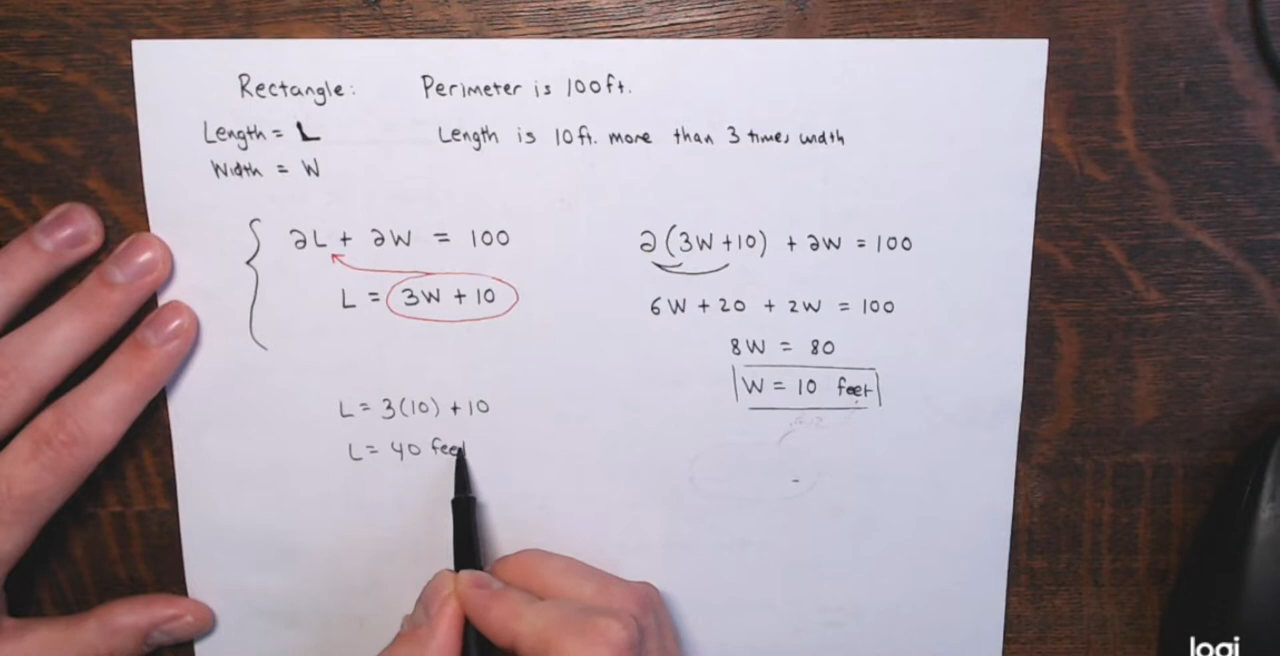 Rectangle: Perimeter is 100ft.
Length = L Length is 10ft. more than 3 times width
Width = W
2L + 2W = 100
L = 3W + 10
2(3W+10) + 2W = 100
6W + 20 + 2W = 100
8W = 80
W = 10 feet
L = 3(10) + 10
L = 40 feet
logi